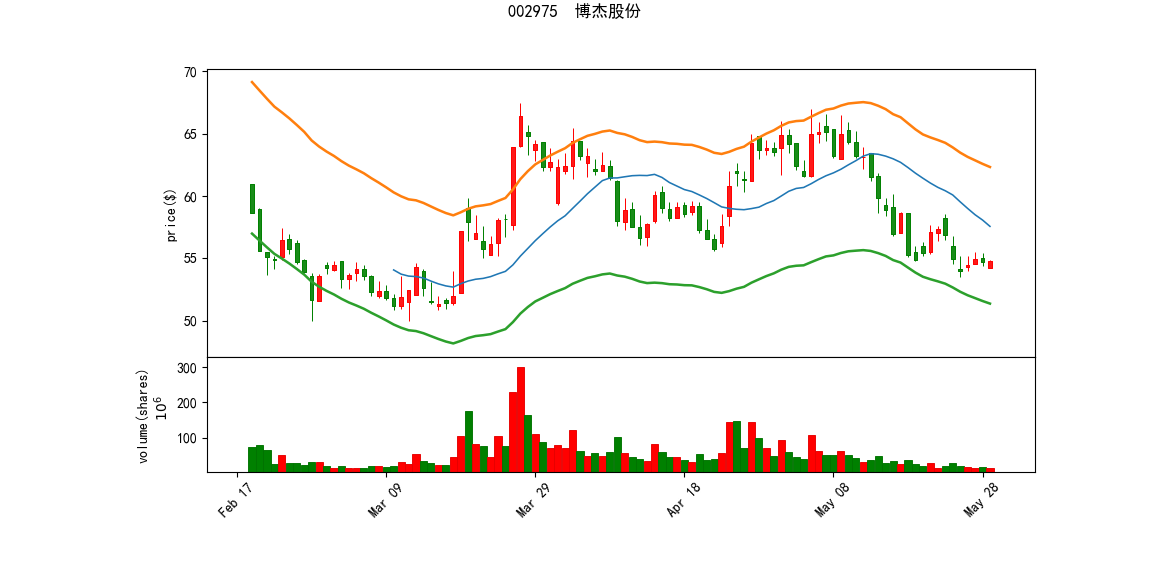 002975  博杰股份
price($)
70
65
60
55
50
volume(shares)
10^6
300
200
100
Feb 17
Mar 09
Mar 29
Apr 18
May 08
May 28